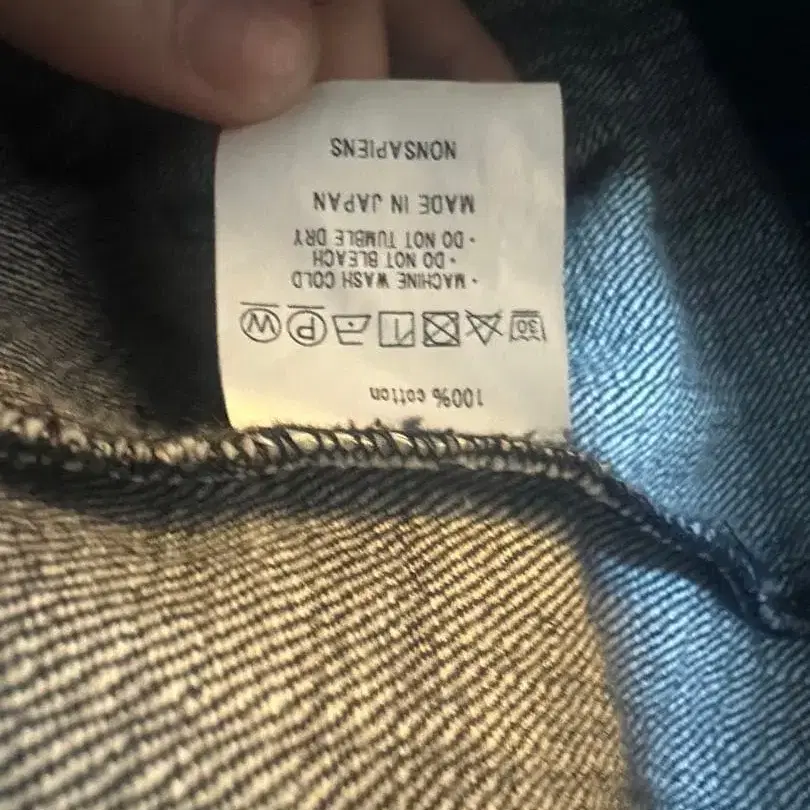 100% cotton
30 P W
· MACHINE WASH COLD
· DO NOT BLEACH
· DO NOT TUMBLE DRY
MADE IN JAPAN
NONSAPIENS